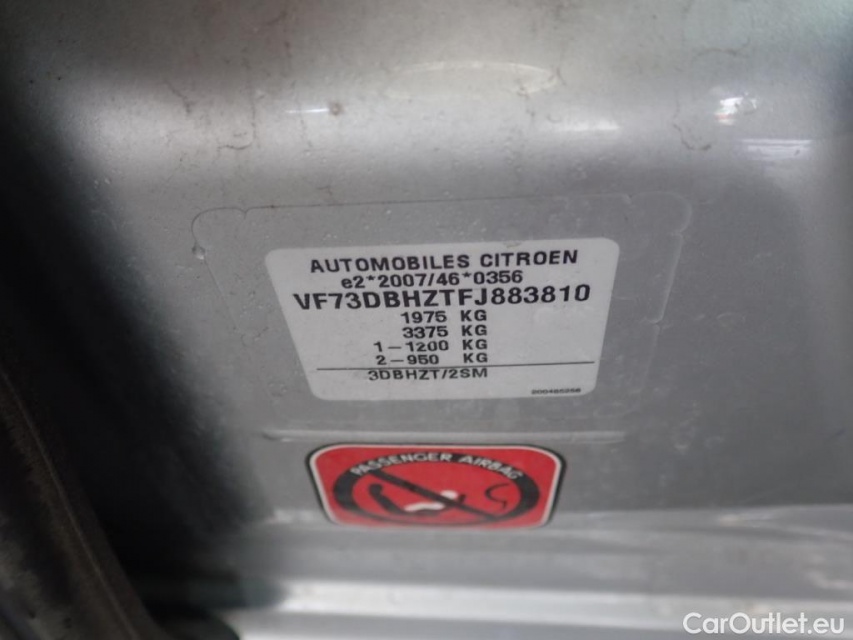 AUTOMOBILES CITROEN
e2*2007/46*0356
VF73DBHZTFJ883810
1975 KG
3375 KG
1-1200 KG
2-950 KG
3DBHZT/2SM
PASSENGER AIRBAG
CarOutlet.eu